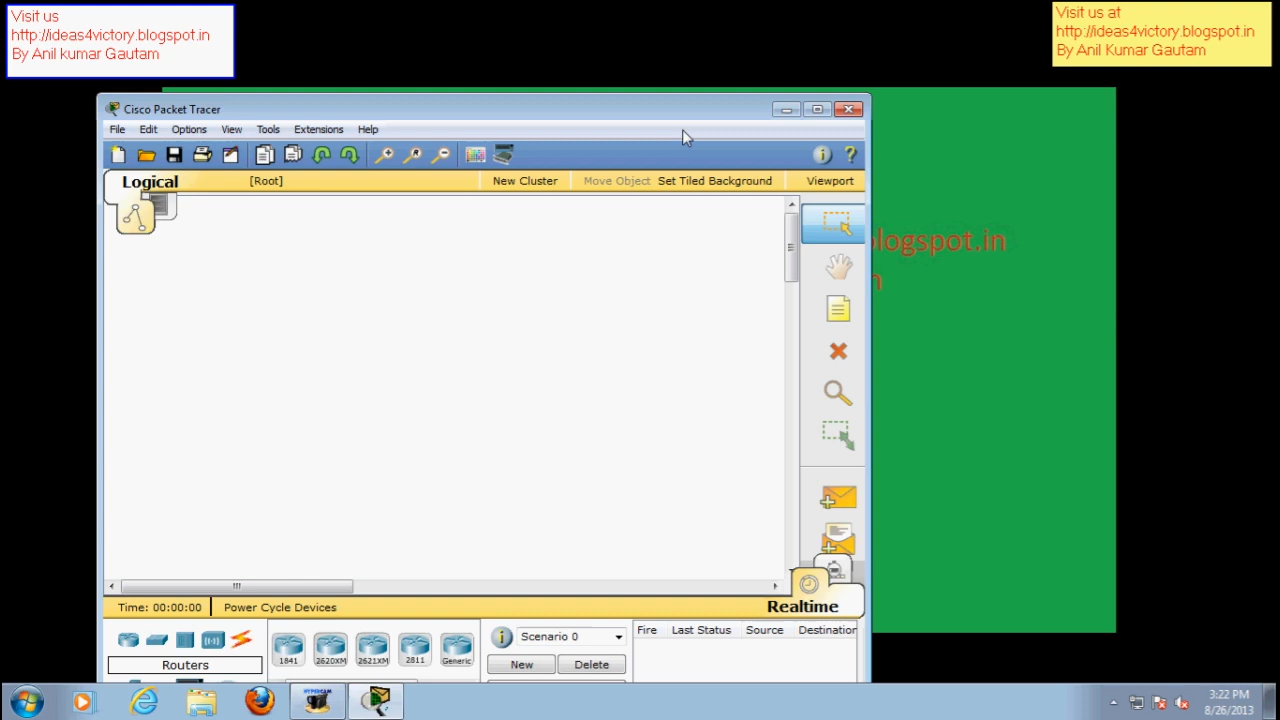 Visit us
http://ideas4victory.blogspot.in
By Anil kumar Gautam
Visit us at
http://ideas4victory.blogspot.in
By Anil Kumar Gautam
Cisco Packet Tracer
File Edit Options View Tools Extensions Help
Logical [Root] New Cluster Move Object Set Tiled Background Viewport
blogspot.in
Time: 00:00:00 Power Cycle Devices Realtime
Scenario 0 Fire Last Status Source Destination
1841 2620XM 2621XM 2811 Generic
Routers New Delete
HYPERCAM
3:22 PM
8/26/2013